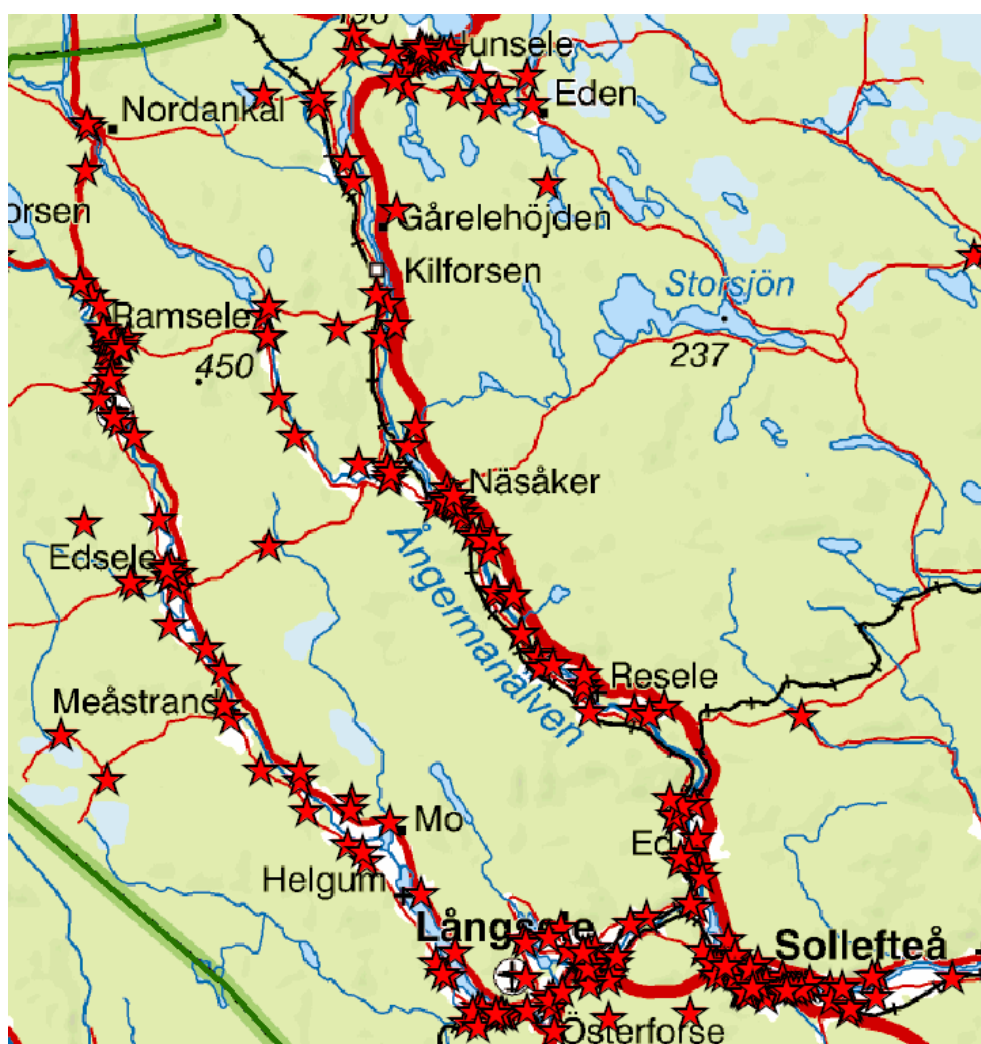 Junsele
Eden
Nordankäl
orsen
Gårelehöjden
Kilforsen
Storsjön
Ramsele
237
450
Näsåker
Edsele
Ångermanälven
Resele
Meåstrand
Mo
Ed
Helgum
Långsele
Sollefteå
Österforse